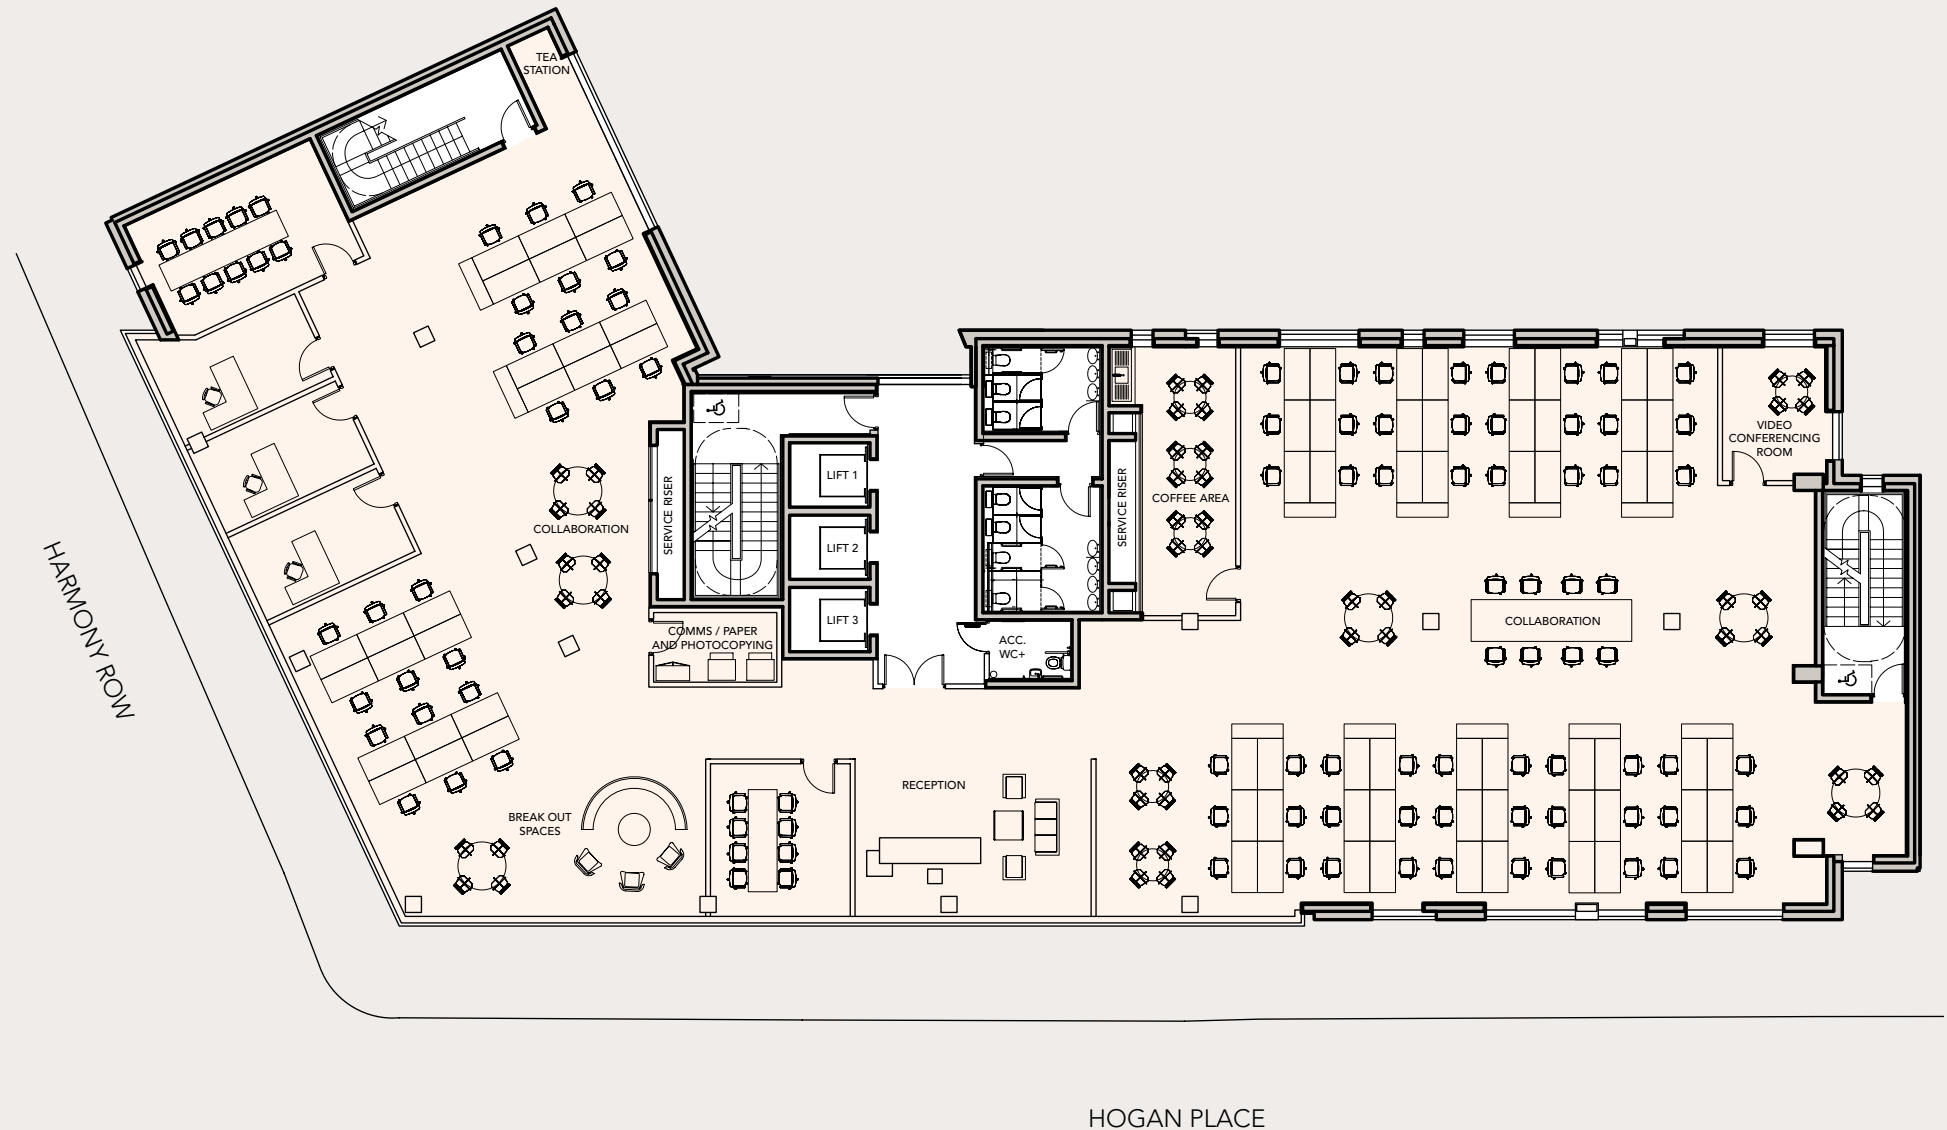 TEA
STATION
COLLABORATION
SERVICE RISER
LIFT 1
LIFT 2
LIFT 3
COMMS / PAPER
AND PHOTOCOPYING
ACC.
WC+
SERVICE RISER
COFFEE AREA
VIDEO
CONFERENCING
ROOM
COLLABORATION
BREAK OUT
SPACES
RECEPTION
HARMONY ROW
HOGAN PLACE